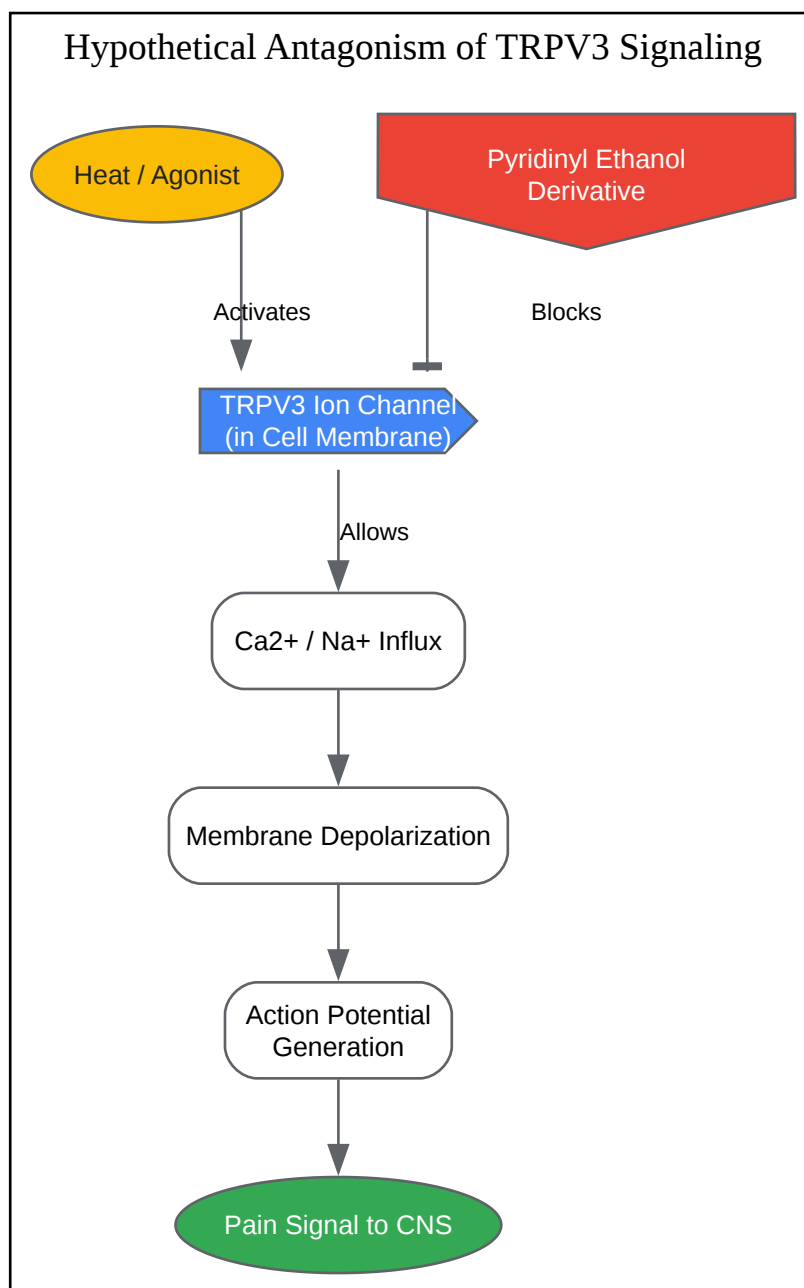 Hypothetical Antagonism of TRPV3 Signaling
Heat / Agonist
Pyridinyl Ethanol
Derivative
Activates
Blocks
TRPV3 Ion Channel
(in Cell Membrane)
Allows
Ca2+ / Na+ Influx
Membrane Depolarization
Action Potential
Generation
Pain Signal to CNS